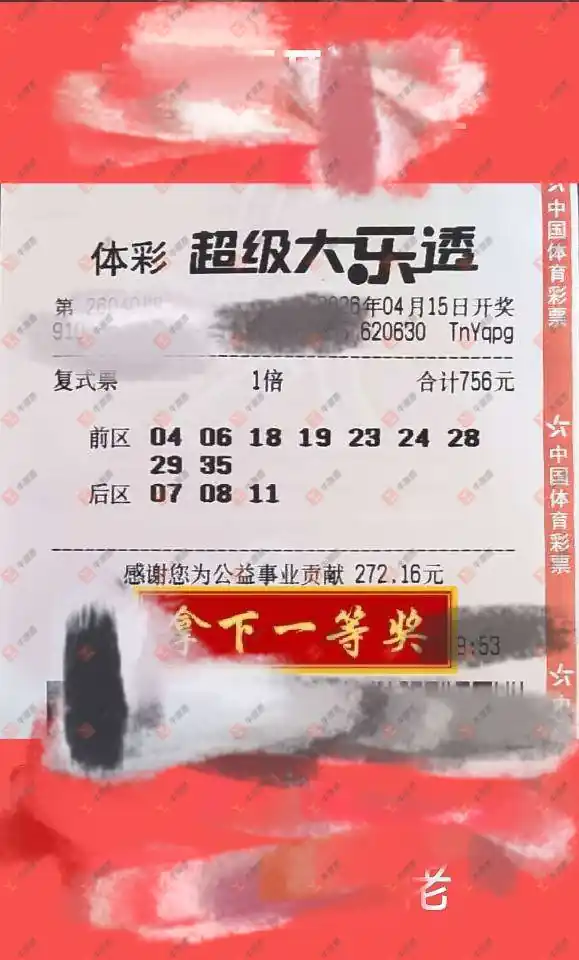 体彩 超级大乐透
第 26040 26年04月15日开奖
910 620630 TnYqpg
复式票 1倍 合计756元
前区 04 06 18 19 23 24 28
29 35
后区 07 08 11
感谢您为公益事业贡献 272.16元
拿下一等奖
9:53
中国体育彩票
中国体育彩票